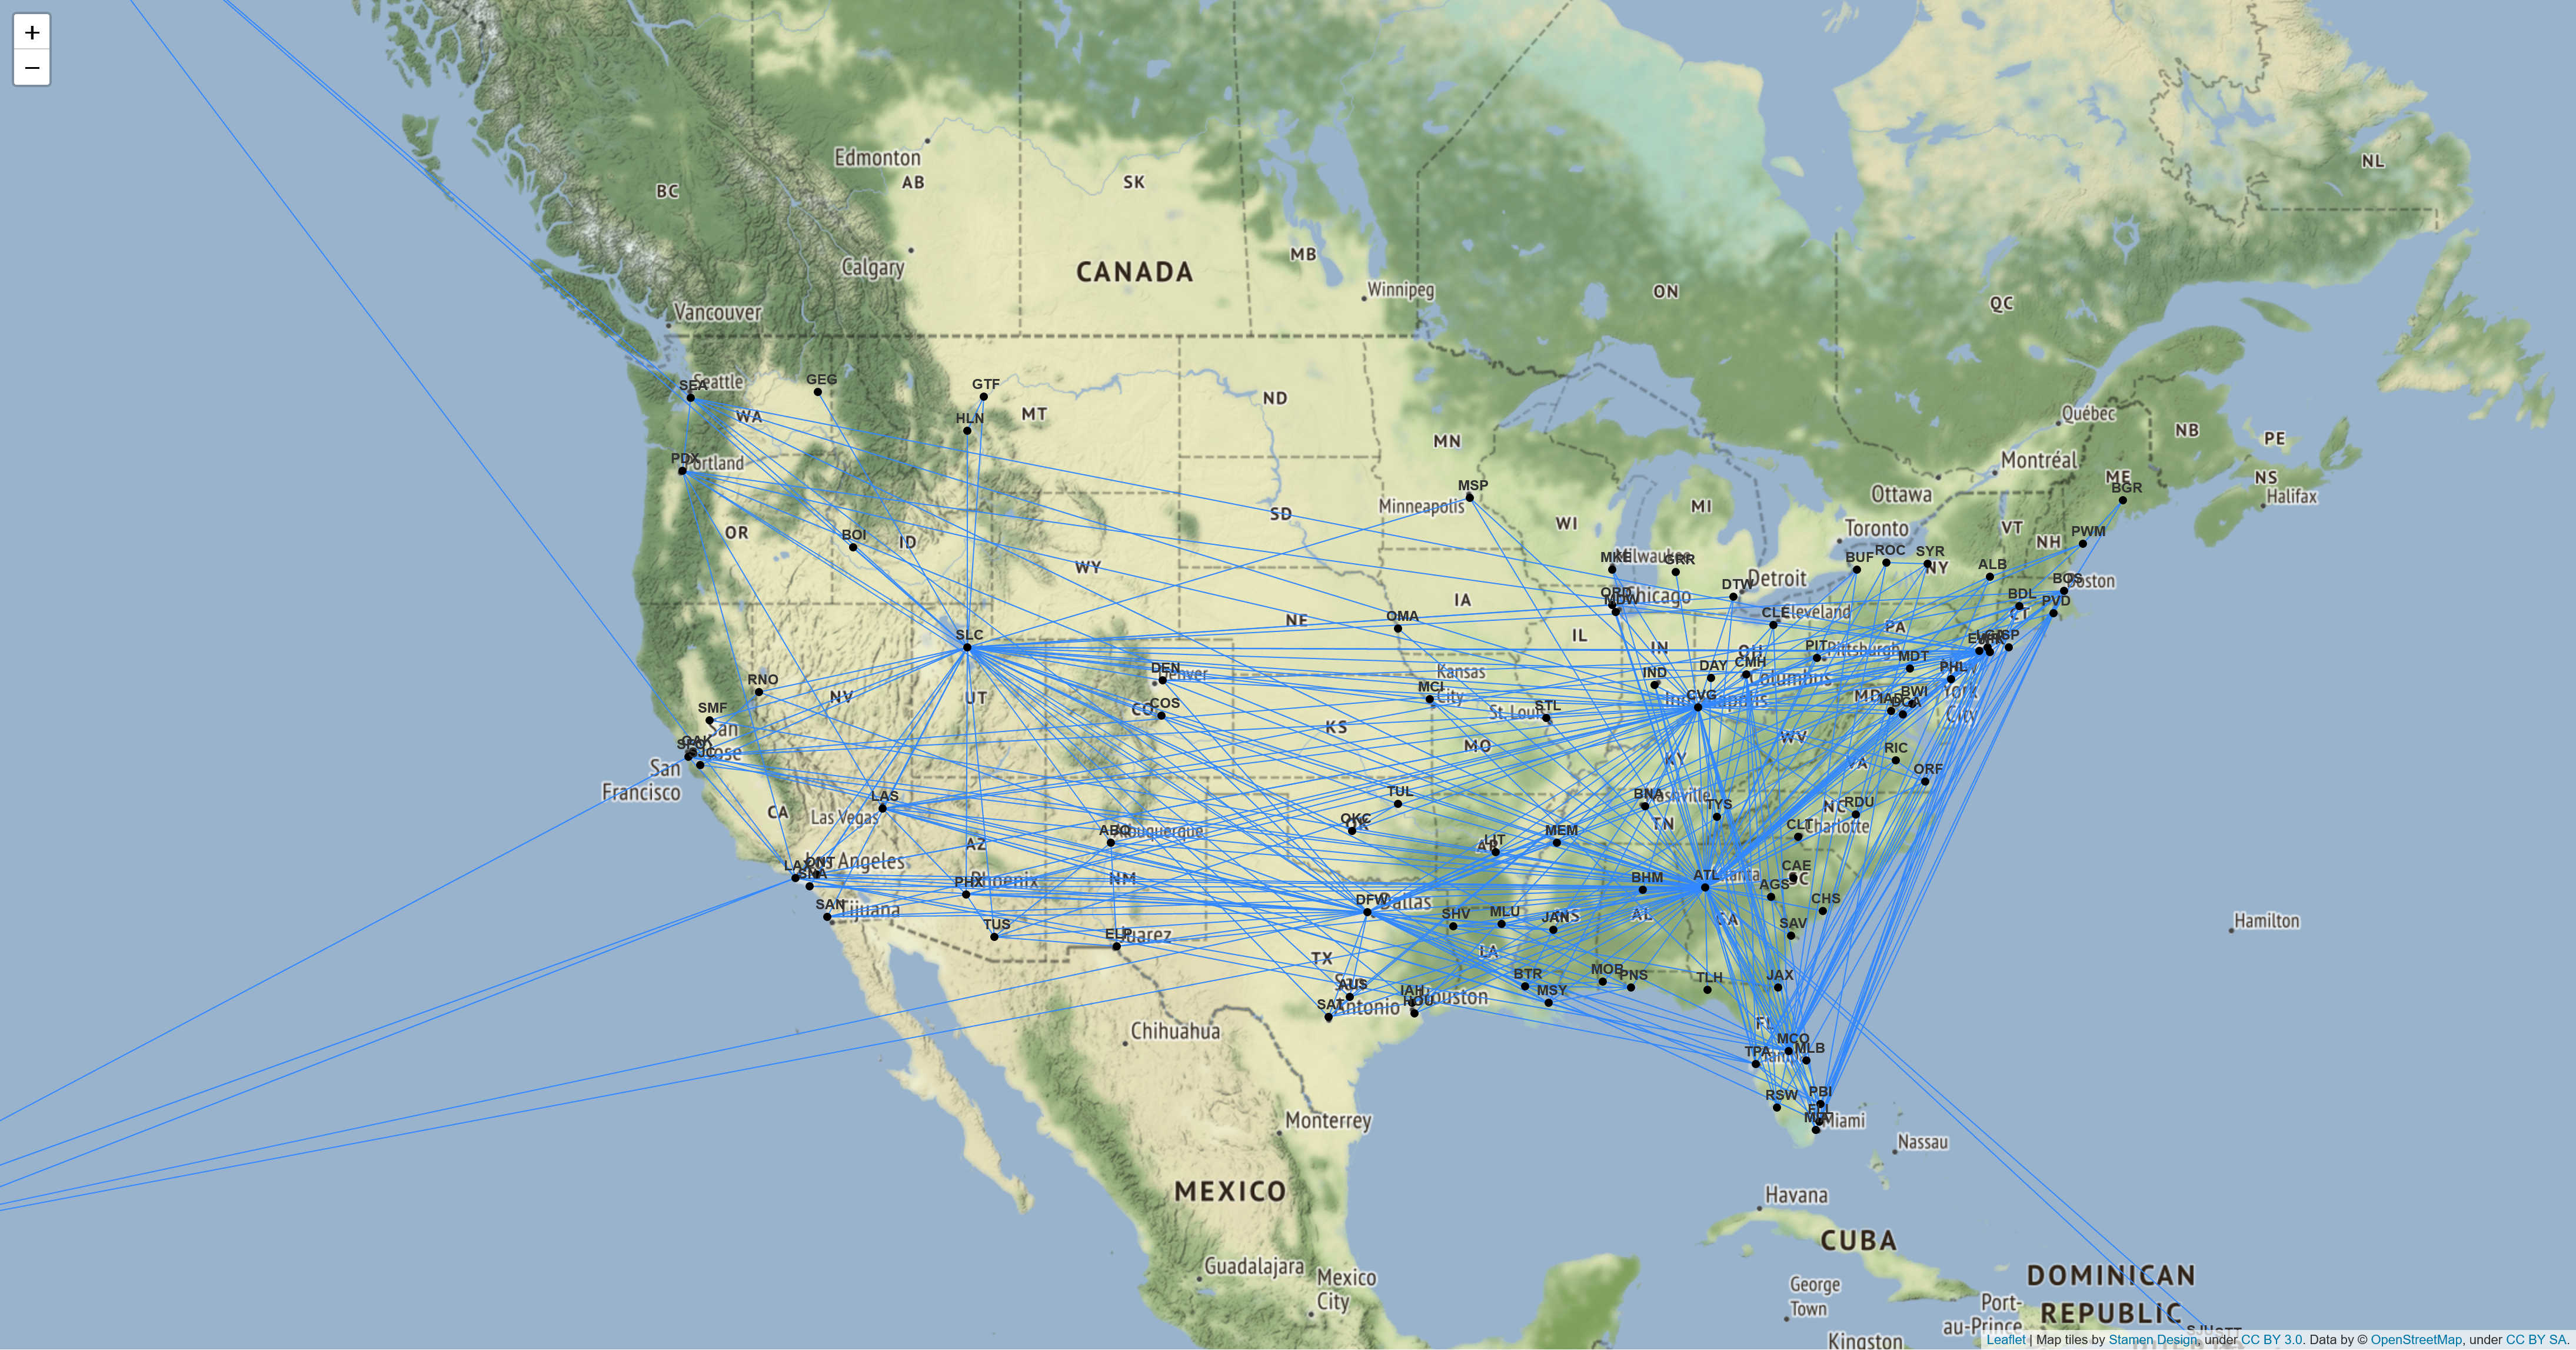 +
−
Edmonton
AB
SK
NL
BC
MB
CANADA
Calgary
Winnipeg
ON
QC
Vancouver
SEA
Seattle
GEG
GTF
WA
HLN
MT
ND
Québec
NB
PE
MN
PDX
Portland
Montréal
ME
NS
BGR
Halifax
MSP
Minneapolis
Ottawa
SD
WI
MI
Toronto
VT
NH
PWM
OR
BOI
ID
WY
MKE
Milwaukee
GRR
BUF
ROC
SYR
NY
ALB
BOS
Boston
DTW
Detroit
ORD
MDW
Chicago
IA
NE
OMA
CLE
Cleveland
BDL
CT
PVD
SLC
IL
IN
OH
PA
PIT
Pittsburgh
MDT
EWR
LGA
ISP
PHL
York
City
DEN
Denver
Kansas
City
MCI
IND
DAY
CMH
Columbus
Indianapolis
CVG
RNO
NV
UT
CO
COS
STL
St. Louis
MD
IAD
BWI
DCA
SMF
San
Jose
OAK
SFO
SJC
San
Francisco
KS
MO
KY
WV
RIC
VA
ORF
CA
LAS
Las Vegas
TUL
OKC
OK
BNA
Nashville
TYS
TN
NC
RDU
CLT
Charlotte
ABQ
Albuquerque
AZ
NM
LIT
AR
MEM
LAX
ONT
Los Angeles
SNA
PHX
Phoenix
BHM
ATL
Atlanta
CAE
SC
AGS
CHS
SAN
Tijuana
TUS
ELP
Juarez
DFW
Dallas
SHV
MLU
JAN
MS
AL
GA
SAV
Hamilton
TX
LA
San
Antonio
AUS
SAT
IAH
HOU
Houston
BTR
MSY
MOB
PNS
TLH
JAX
FL
Chihuahua
MCO
TPA
Tampa
MLB
PBI
RSW
FLL
MIA
Miami
Monterrey
Nassau
MEXICO
Havana
CUBA
Guadalajara
Mexico
City
George
Town
DOMINICAN
REPUBLIC
Port-
au-Prince
Kingston
SJU
STT
Leaflet | Map tiles by Stamen Design, under CC BY 3.0. Data by © OpenStreetMap, under CC BY SA.